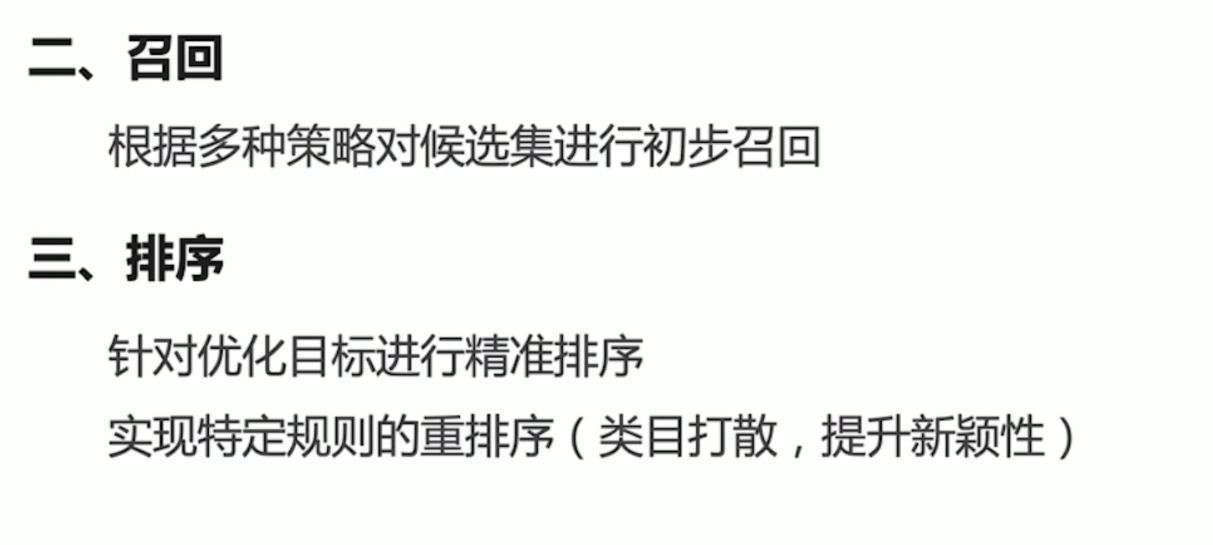 二、召回
根据多种策略对候选集进行初步召回
三、排序
针对优化目标进行精准排序
实现特定规则的重排序（类目打散，提升新颖性）